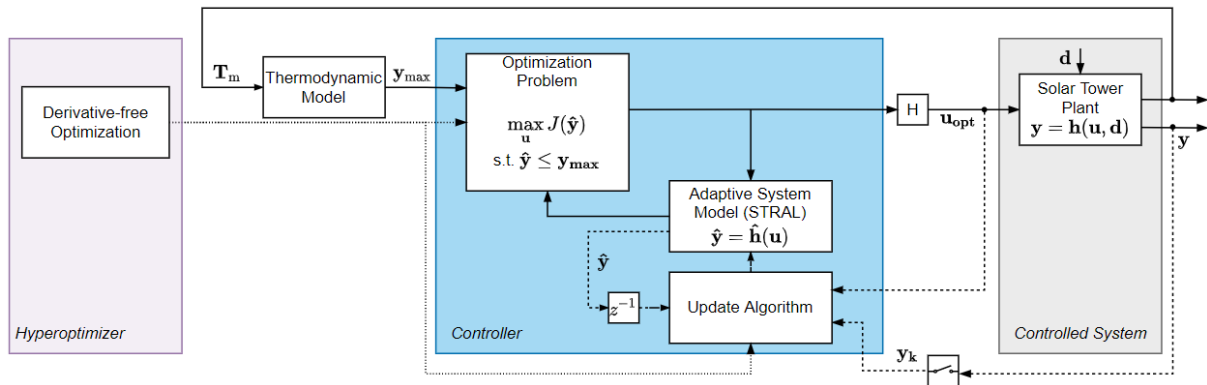 T_m
Thermodynamic
Model
y_max
Derivative-free
Optimization
Hyperoptimizer
Optimization
Problem
max_u J(ŷ)
s.t. ŷ ≤ y_max
Adaptive System
Model (STRAL)
ŷ = ĥ(u)
ŷ
z⁻¹
Update Algorithm
Controller
H
u_opt
d
Solar Tower
Plant
y = h(u, d)
y
y_k
Controlled System